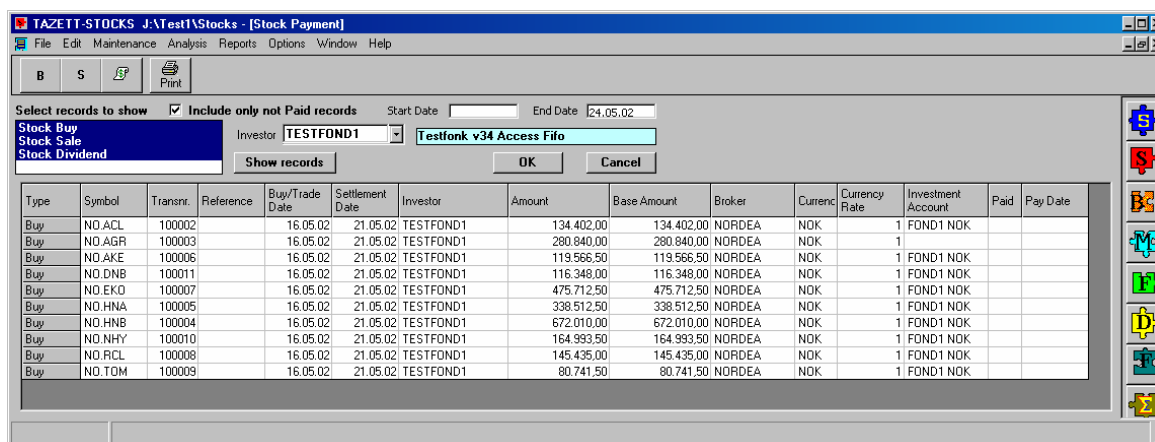 TAZETT-STOCKS J:\Test1\Stocks - [Stock Payment]
File Edit Maintenance Analysis Reports Options Window Help
B S Print
Select records to show Include only not Paid records Start Date End Date 24.05.02
Stock Buy
Stock Sale
Stock Dividend
Investor TESTFOND1 Testfonk v34 Access Fifo
Show records OK Cancel
Type Symbol Transnr. Reference Buy/Trade Date Settlement Date Investor Amount Base Amount Broker Currenc Currency Rate Investment Account Paid Pay Date
Buy NO.ACL 100002 16.05.02 21.05.02 TESTFOND1 134.402,00 134.402,00 NORDEA NOK 1 FOND1 NOK
Buy NO.AGR 100003 16.05.02 21.05.02 TESTFOND1 280.840,00 280.840,00 NORDEA NOK 1
Buy NO.AKE 100006 16.05.02 21.05.02 TESTFOND1 119.566,50 119.566,50 NORDEA NOK 1 FOND1 NOK
Buy NO.DNB 100011 16.05.02 21.05.02 TESTFOND1 116.348,00 116.348,00 NORDEA NOK 1 FOND1 NOK
Buy NO.EKO 100007 16.05.02 21.05.02 TESTFOND1 475.712,50 475.712,50 NORDEA NOK 1 FOND1 NOK
Buy NO.HNA 100005 16.05.02 21.05.02 TESTFOND1 338.512,50 338.512,50 NORDEA NOK 1 FOND1 NOK
Buy NO.HNB 100004 16.05.02 21.05.02 TESTFOND1 672.010,00 672.010,00 NORDEA NOK 1 FOND1 NOK
Buy NO.NHY 100010 16.05.02 21.05.02 TESTFOND1 164.993,50 164.993,50 NORDEA NOK 1 FOND1 NOK
Buy NO.RCL 100008 16.05.02 21.05.02 TESTFOND1 145.435,00 145.435,00 NORDEA NOK 1 FOND1 NOK
Buy NO.TOM 100009 16.05.02 21.05.02 TESTFOND1 80.741,50 80.741,50 NORDEA NOK 1 FOND1 NOK
S
S
M
F
D
F
Σ